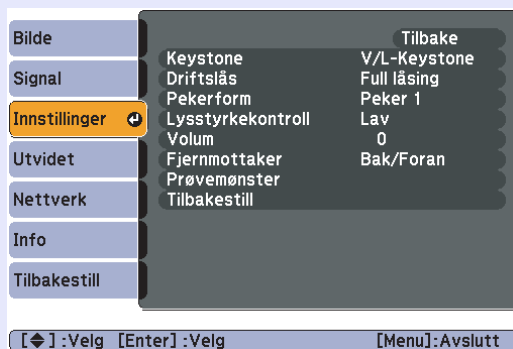 Bilde
Signal
Innstillinger
Utvidet
Nettverk
Info
Tilbakestill
Tilbake
Keystone V/L-Keystone
Driftslås Full låsing
Pekerform Peker 1
Lysstyrkekontroll Lav
Volum 0
Fjernmottaker Bak/Foran
Prøvemønster
Tilbakestill
[◆] :Velg [Enter] :Velg [Menu]:Avslutt